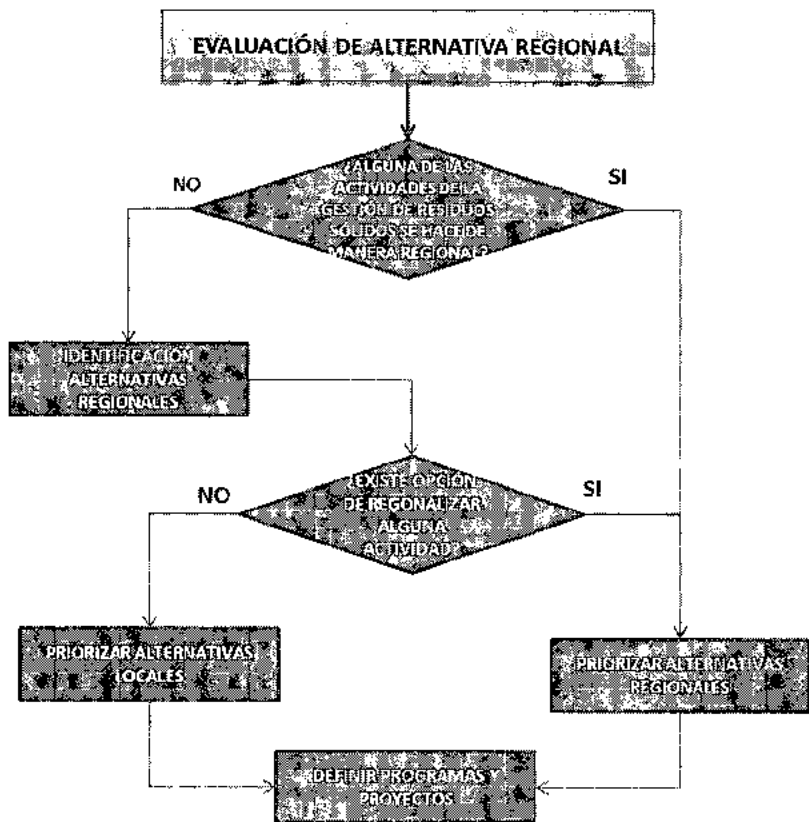 EVALUACIÓN DE ALTERNATIVA REGIONAL
¿ALGUNA DE LAS
ACTIVIDADES DE LA
GESTIÓN DE RESIDUOS
SÓLIDOS SE HACE DE
MANERA REGIONAL?
NO
SI
IDENTIFICACIÓN
ALTERNATIVAS
REGIONALES
¿EXISTE OPCIÓN
DE REGONALIZAR
ALGUNA
ACTIVIDAD?
NO
SI
PRIORIZAR ALTERNATIVAS
LOCALES
PRIORIZAR ALTERNATIVAS
REGIONALES
DEFINIR PROGRAMAS Y
PROYECTOS